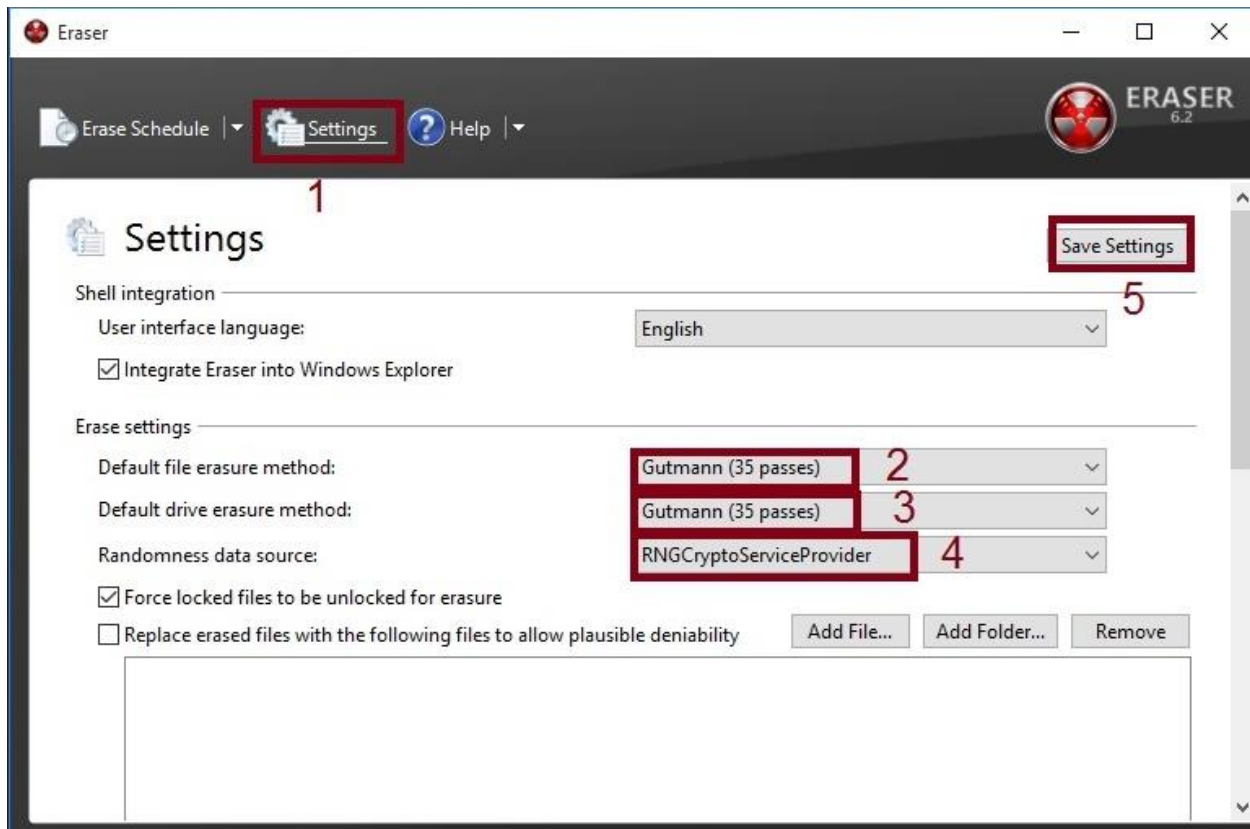 Eraser
ERASER
6.2
Erase Schedule Settings Help
1
Settings
Save Settings
5
Shell integration
User interface language: English
Integrate Eraser into Windows Explorer
Erase settings
Default file erasure method: Gutmann (35 passes) 2
Default drive erasure method: Gutmann (35 passes) 3
Randomness data source: RNGCryptoServiceProvider 4
Force locked files to be unlocked for erasure
Replace erased files with the following files to allow plausible deniability Add File... Add Folder... Remove